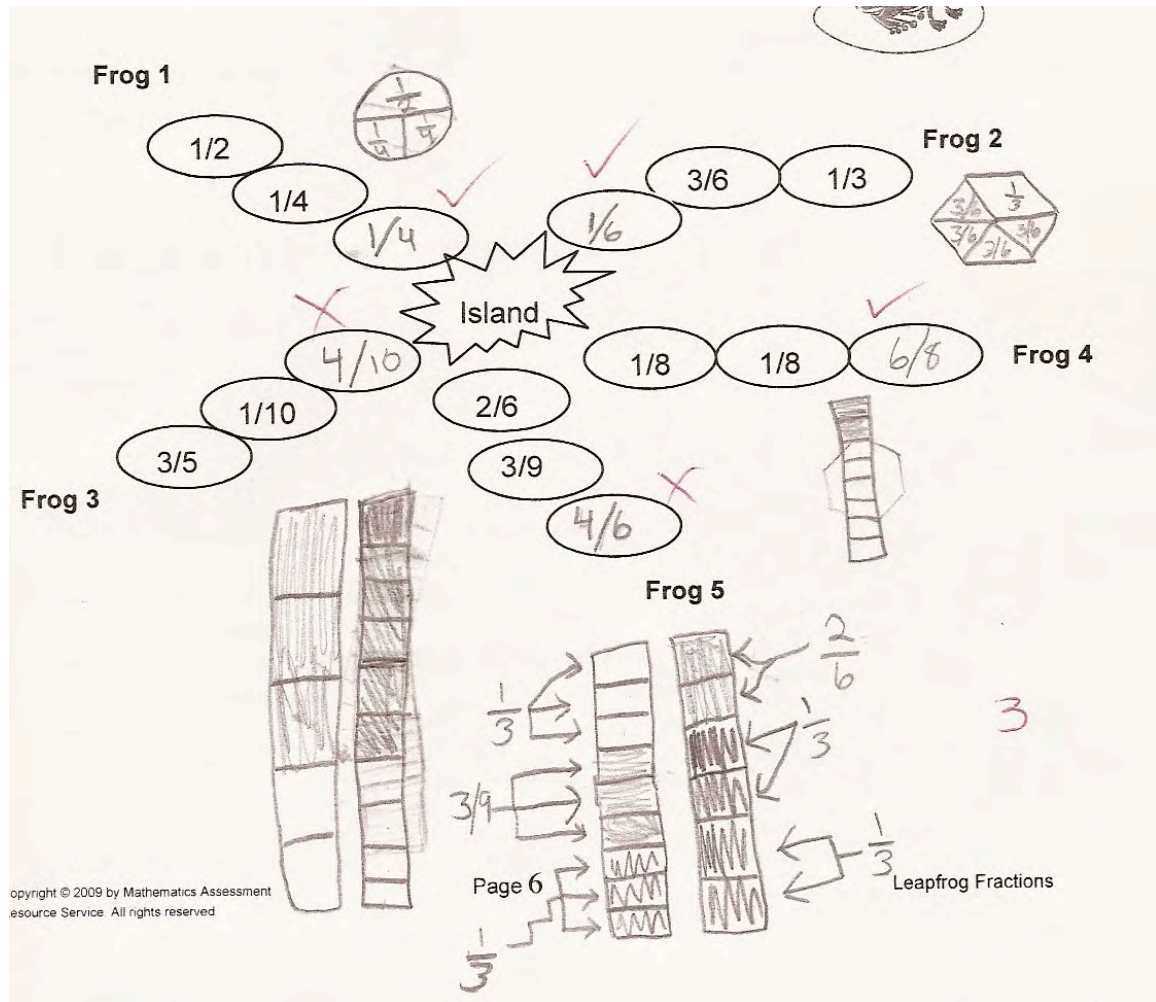 Frog 1
1/2
1/4
1/4
1/2
1/4 1/4
Frog 2
1/6
3/6
1/3
1/3
3/6
3/6
3/6
3/6
Island
Frog 3
3/5
1/10
4/10
Frog 4
1/8
1/8
6/8
2/6
3/9
4/6
Frog 5
1/3
3/9
1/3
2/6
1/3
1/3
3
opyright © 2009 by Mathematics Assessment
esource Service. All rights reserved
Page 6
Leapfrog Fractions